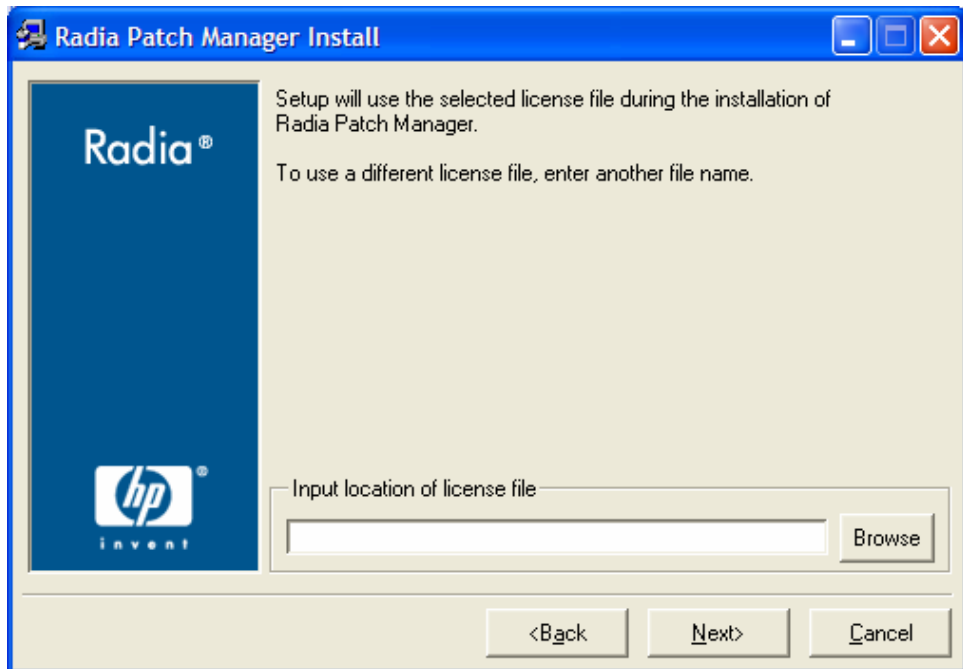 Radia Patch Manager Install
Radia®
Setup will use the selected license file during the installation of
Radia Patch Manager.
To use a different license file, enter another file name.
hp®
invent
Input location of license file
Browse
<Back
Next>
Cancel